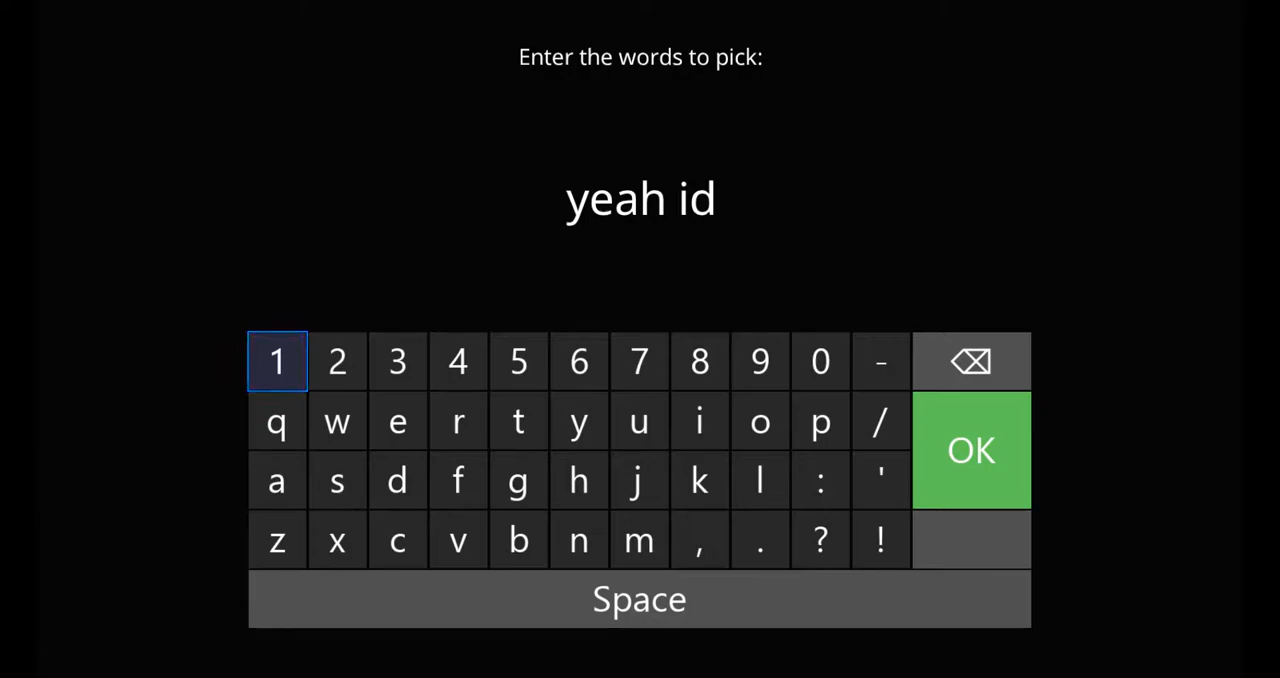 Enter the words to pick:
yeah id
1 2 3 4 5 6 7 8 9 0 - ⌫
q w e r t y u i o p /
OK
a s d f g h j k l : '
z x c v b n m , . ? !
Space